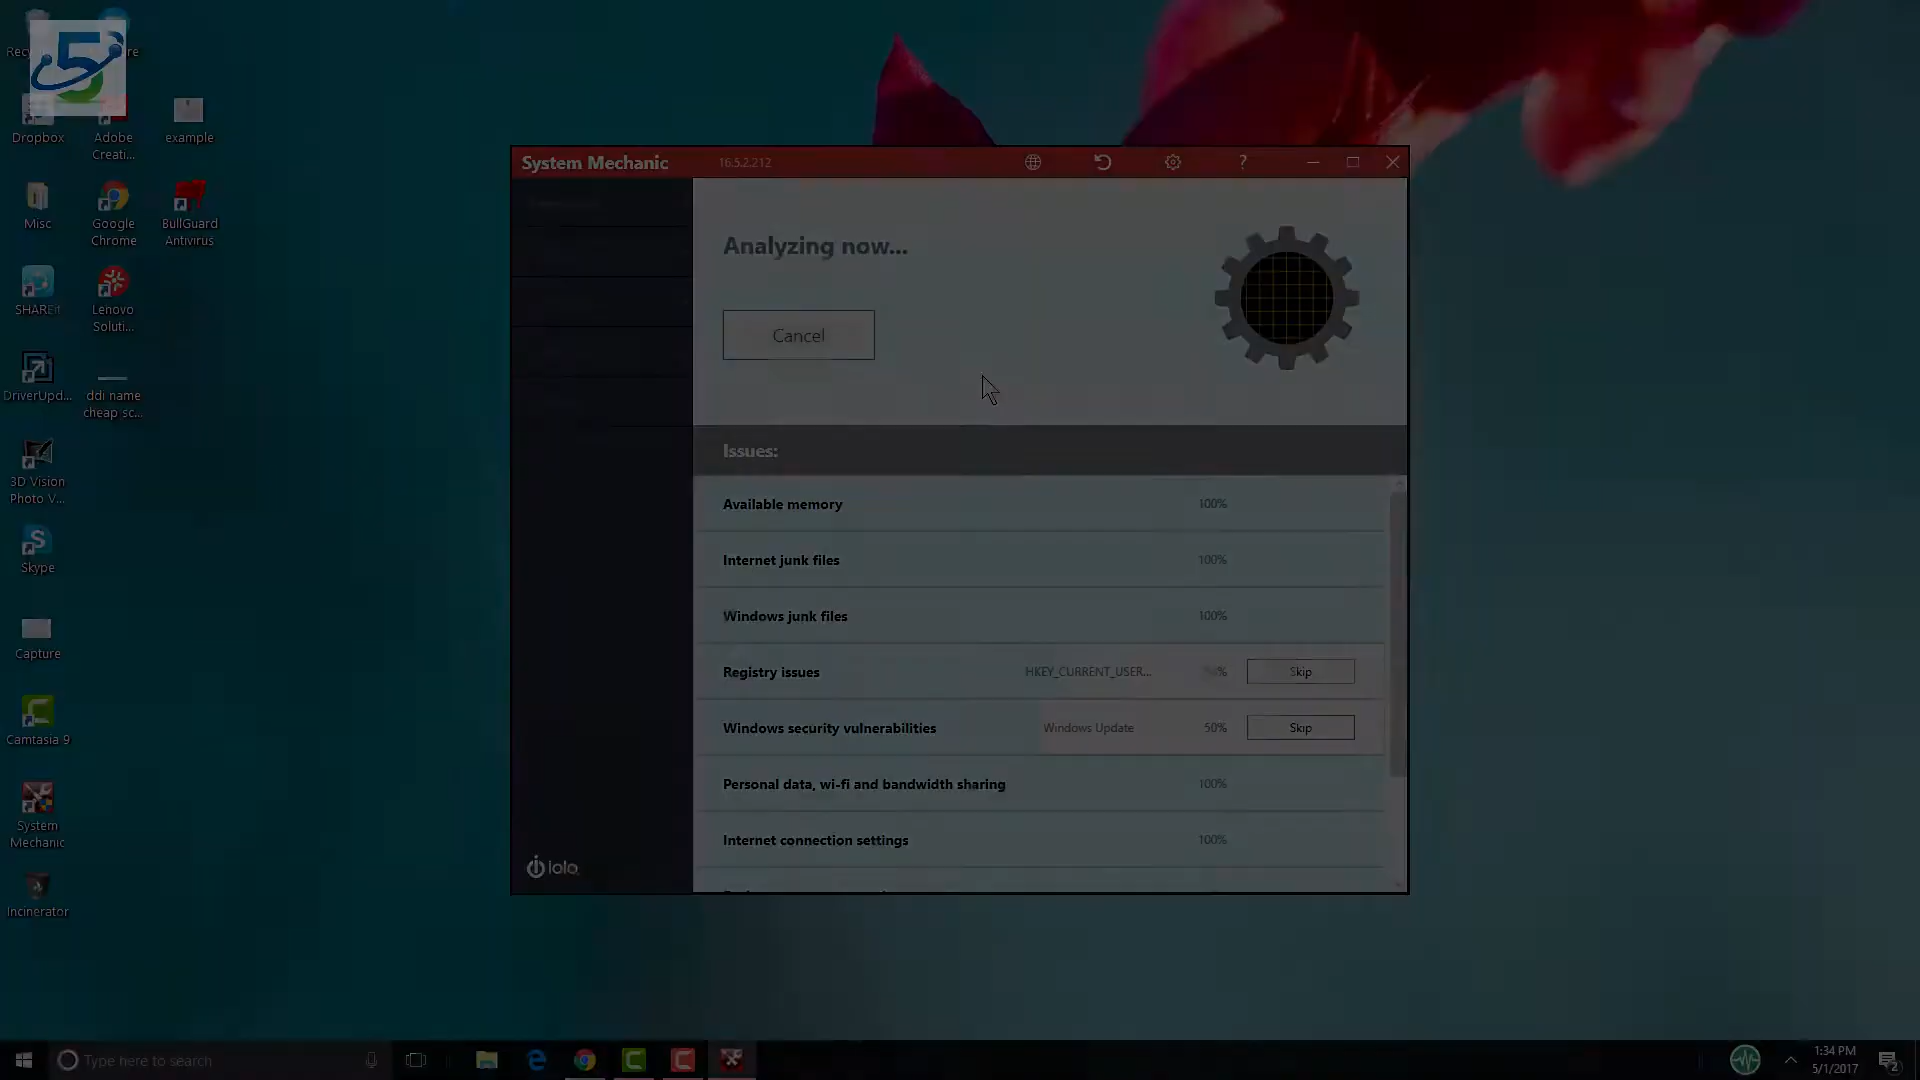 Dropbox
Adobe
Creati...
example
Misc
Google
Chrome
BullGuard
Antivirus
SHAREit
Lenovo
Soluti...
DriverUpd...
ddi name
cheap sc...
3D Vision
Photo V...
Skype
Capture
Camtasia 9
System
Mechanic
Incinerator
System Mechanic 16.5.2.212 ?
Analyzing now...
Cancel
Issues:
Available memory 100%
Internet junk files 100%
Windows junk files 100%
Registry issues HKEY_CURRENT_USER... Skip
Windows security vulnerabilities Windows Update 50% Skip
Personal data, wi-fi and bandwidth sharing 100%
Internet connection settings 100%
iolo
Type here to search
1:34 PM
5/1/2017
2